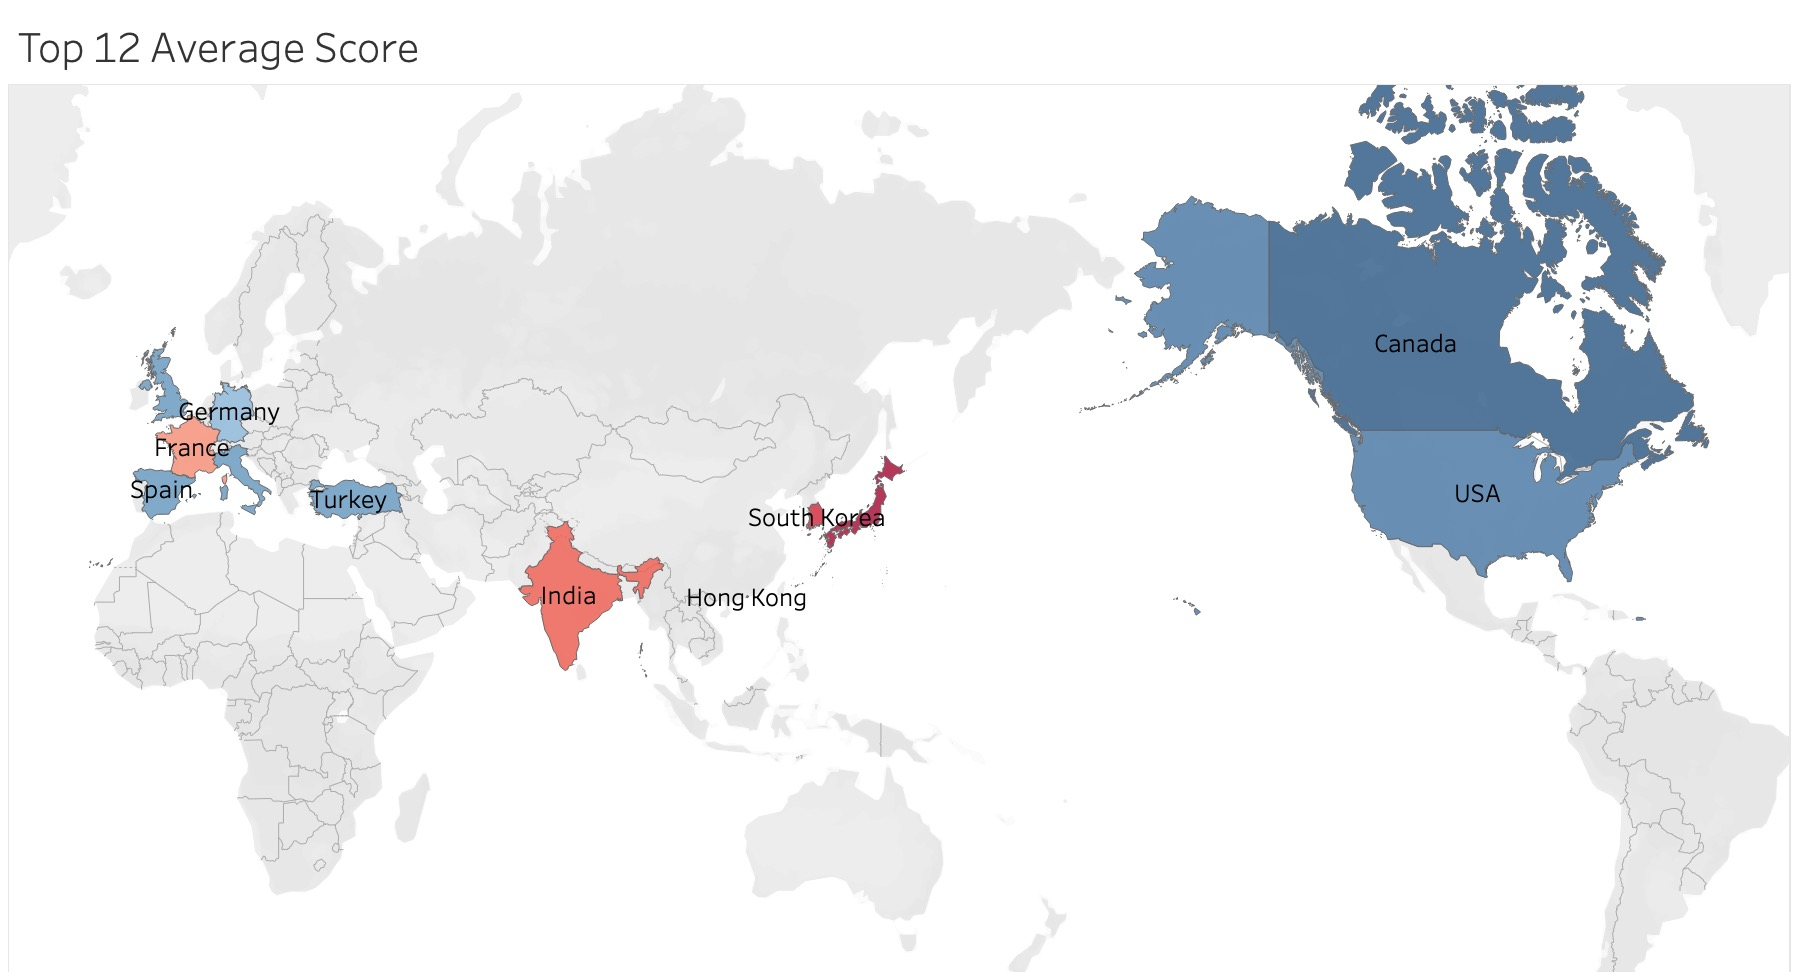 Top 12 Average Score
Canada
Germany
France
Spain
Turkey
USA
South Korea
India
Hong Kong